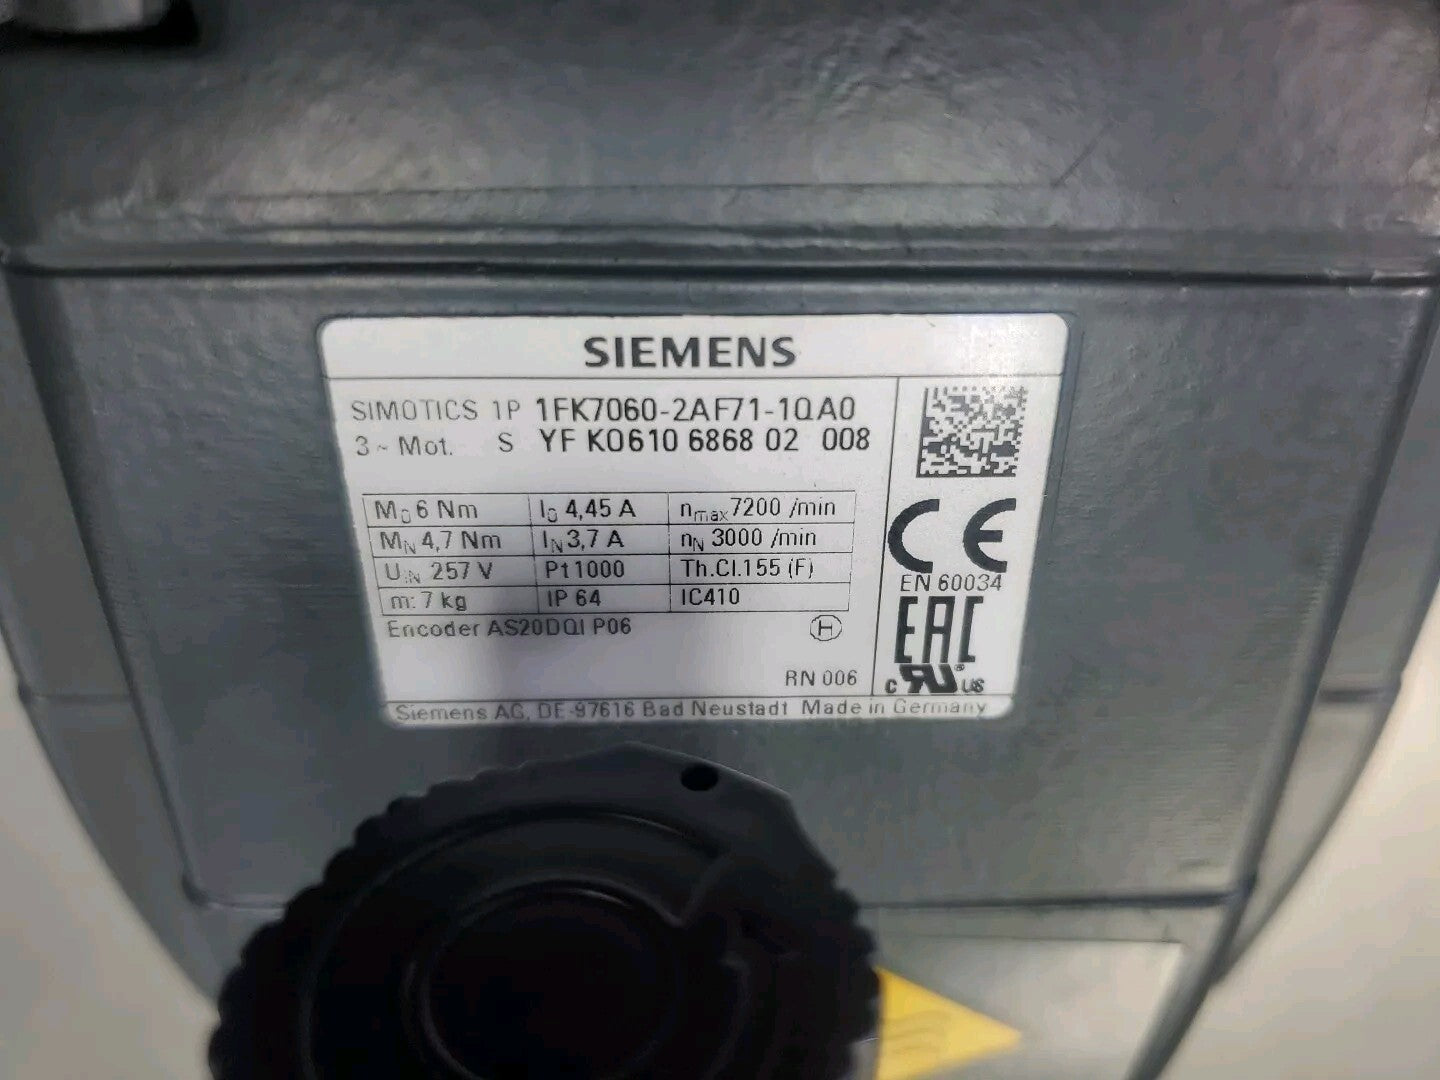 SIEMENS
SIMOTICS 1P 1FK7060-2AF71-1QA0
3 ~ Mot. S YF K0610 6868 02 008
M0 6 Nm I0 4,45 A nmax 7200 /min
MN 4,7 Nm IN 3,7 A nN 3000 /min
UIN 257 V Pt1000 Th.Cl.155 (F)
m: 7 kg IP 64 IC410
Encoder AS20DQI P06 H
RN 006
CE
EN 60034
EAC
c RU ® US
Siemens AG, DE-97616 Bad Neustadt Made in Germany